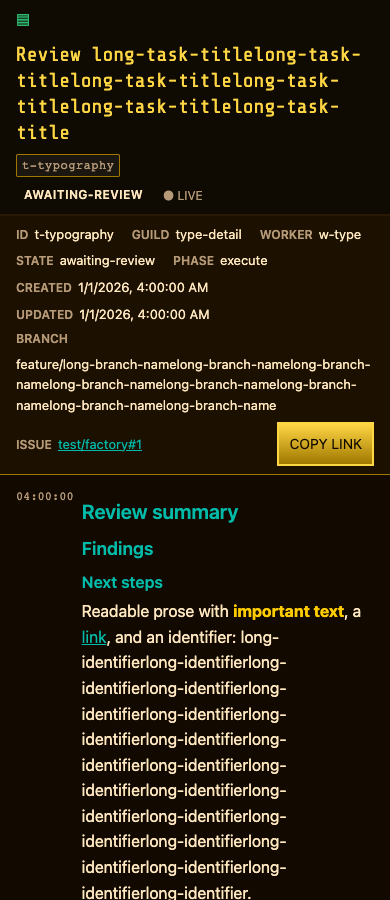 Review long-task-titlelong-task-
titlelong-task-titlelong-task-
titlelong-task-titlelong-task-
title
t-typography
AWAITING-REVIEW LIVE
ID t-typography GUILD type-detail WORKER w-type
STATE awaiting-review PHASE execute
CREATED 1/1/2026, 4:00:00 AM
UPDATED 1/1/2026, 4:00:00 AM
BRANCH
feature/long-branch-namelong-branch-namelong-branch-
namelong-branch-namelong-branch-namelong-branch-
namelong-branch-namelong-branch-name
ISSUE test/factory#1 COPY LINK
04:00:00
Review summary
Findings
Next steps
Readable prose with important text, a
link, and an identifier: long-
identifierlong-identifierlong-
identifierlong-identifierlong-
identifierlong-identifierlong-
identifierlong-identifierlong-
identifierlong-identifierlong-
identifierlong-identifierlong-
identifierlong-identifierlong-
identifierlong-identifierlong-
identifierlong-identifierlong-
identifier.